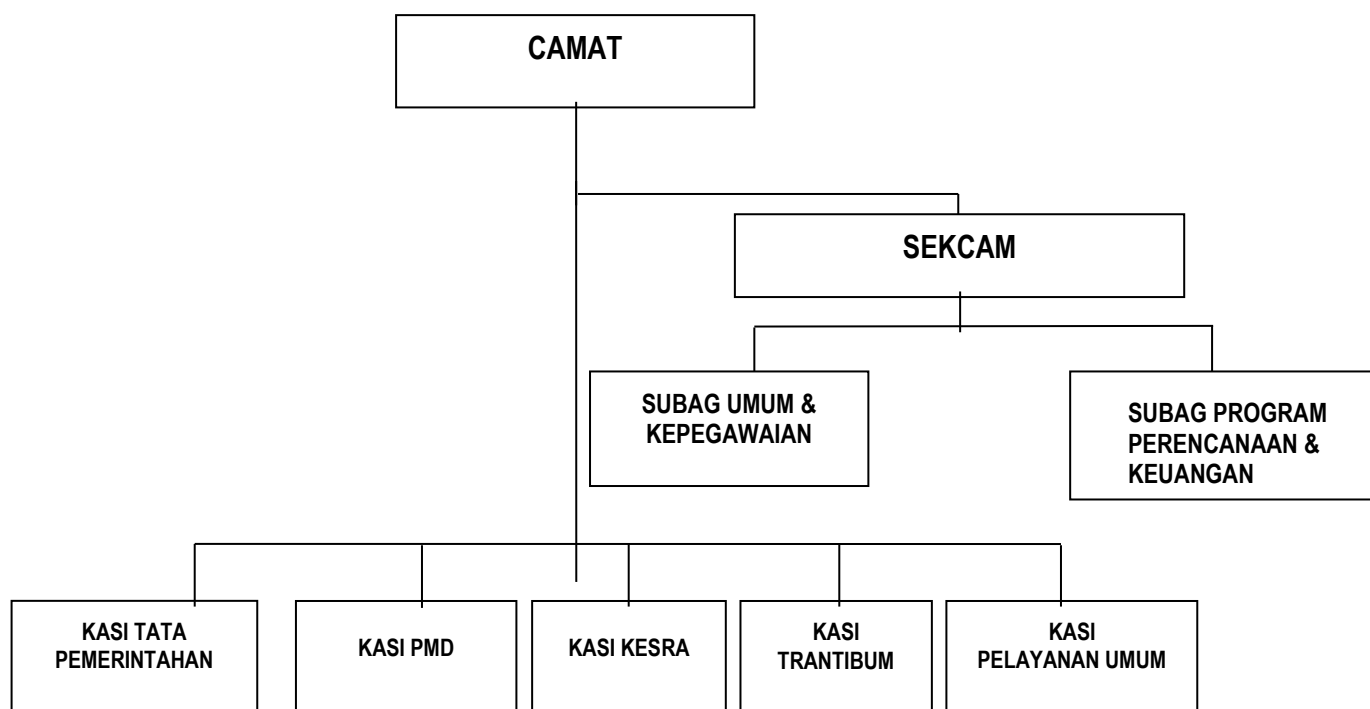 CAMAT
SEKCAM
SUBAG UMUM &
KEPEGAWAIAN
SUBAG PROGRAM
PERENCANAAN &
KEUANGAN
KASI TATA
PEMERINTAHAN
KASI PMD
KASI KESRA
KASI
TRANTIBUM
KASI
PELAYANAN UMUM